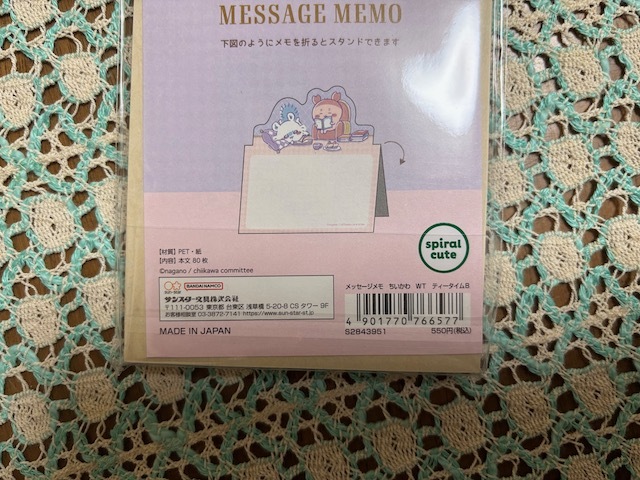 MESSAGE MEMO
下図のようにメモを折るとスタンドできます
spiral
cute
【材質】PET・紙
【内容】本文80枚
©nagano / chiikawa committee
BANDAI NAMCO
サンスター文具株式会社
〒111-0053 東京都 台東区 浅草橋 5-20-8 CS タワー 9F
お客様相談室 03-3872-7141 https://www.sun-star-st.jp
MADE IN JAPAN
メッセージメモ ちいかわ WT ティータイムB
4 901770 766577
S2843951 550円(税込)